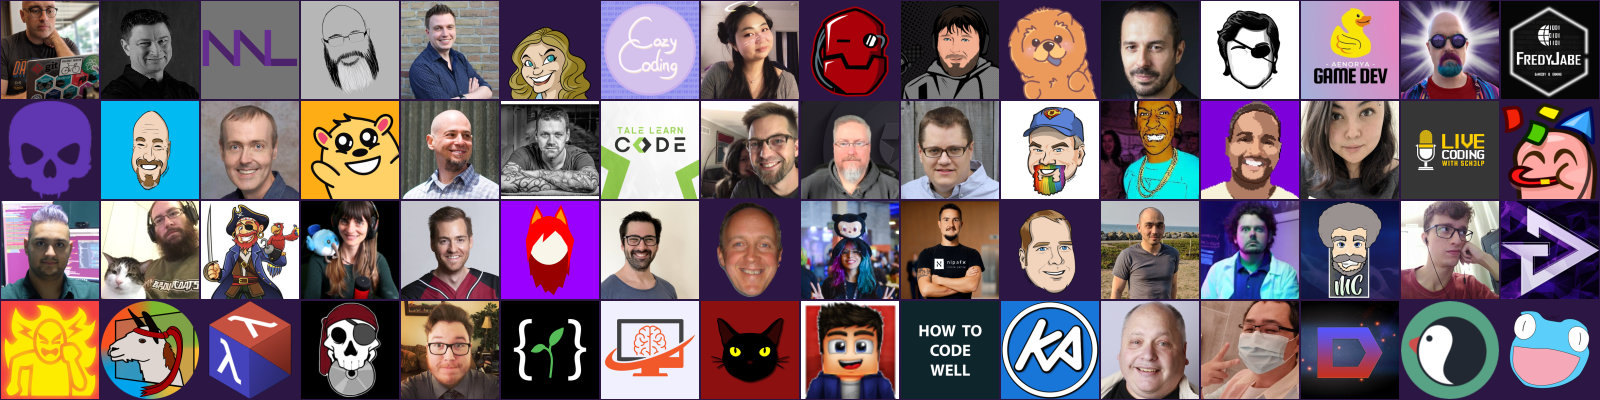 NNL
Cozy
Coding
- AENORYA -
GAME DEV
FREDYJABE
TALE LEARN
CODE
LIVE
CODING
WITH SCH3LP
nipafx
MC
HOW TO
CODE
WELL
KA